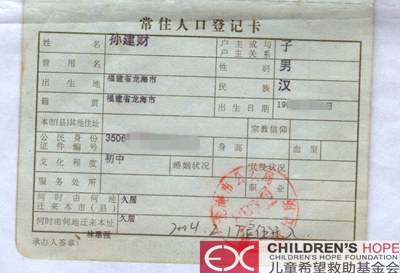 常住人口登记卡
姓名 孙建财 户主或与户主关系 子
曾用名 性别 男
出生地 福建省龙海市 民族 汉
籍贯 福建省龙海市 出生日期 19
本市(县)其他住址 宗教信仰
公民身份证件编号 3506 身高 血型
文化程度 初中 婚姻状况 兵役状况
服务处所 职业
何时由何地迁来本市(县) 久居
何时由何地迁来本址 久居
承办人签章:
2004.2.1
CHILDREN'S HOPE
CHILDREN'S HOPE FOUNDATION
儿童希望救助基金会